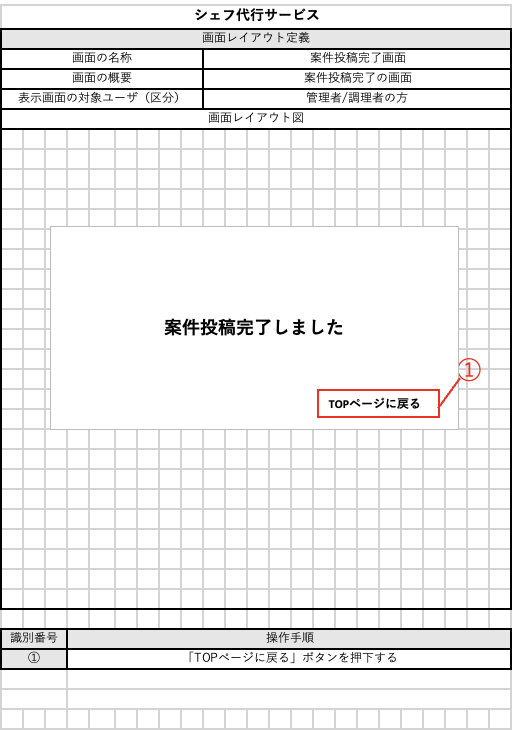 シェフ代行サービス
画面レイアウト定義
画面の名称 案件投稿完了画面
画面の概要 案件投稿完了の画面
表示画面の対象ユーザ（区分） 管理者/調理者の方
画面レイアウト図
案件投稿完了しました
①
TOPページに戻る
識別番号 操作手順
① 「TOPページに戻る」ボタンを押下する